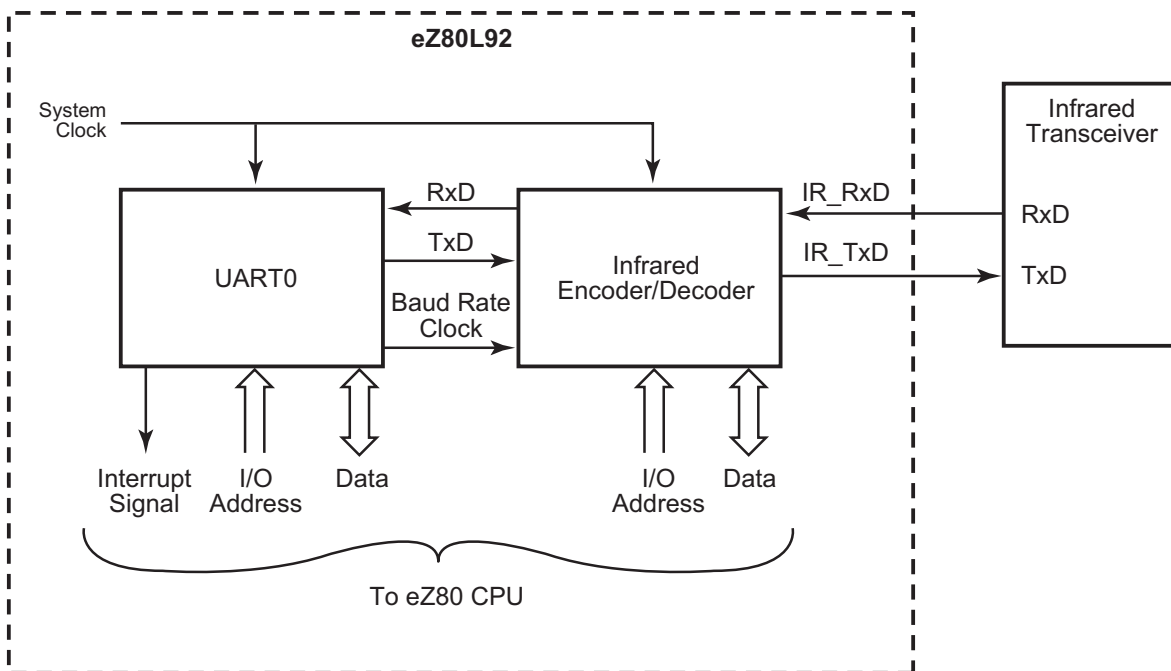 eZ80L92
System
Clock
Infrared
Transceiver
RxD
IR_RxD
RxD
TxD
IR_TxD
TxD
UART0
Infrared
Encoder/Decoder
Baud Rate
Clock
Interrupt
Signal
I/O
Address
Data
I/O
Address
Data
To eZ80 CPU